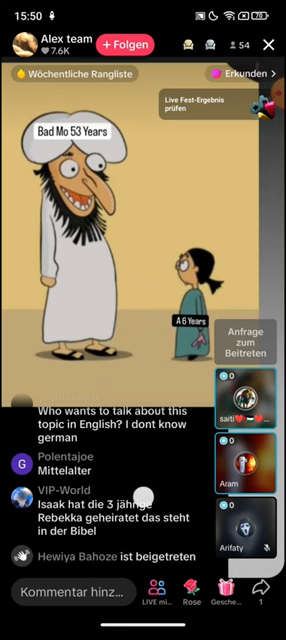 15:50
70
Alex team
7.6K
+ Folgen
54
Wöchentliche Rangliste
Erkunden >
Live Fest-Ergebnis
prüfen
Bad Mo 53 Years
A 6 Years
Anfrage
zum
Beitreten
0
saiti
Who wants to talk about this
topic in English? I dont know
german
G
Polentajoe
Mittelalter
0
Aram
VIP-World
Isaak hat die 3 jährige
Rebekka geheiratet das steht
in der Bibel
0
Arifaty
Hewiya Bahoze ist beigetreten
Kommentar hinz...
LIVE mi...
Rose
Gesche...
1